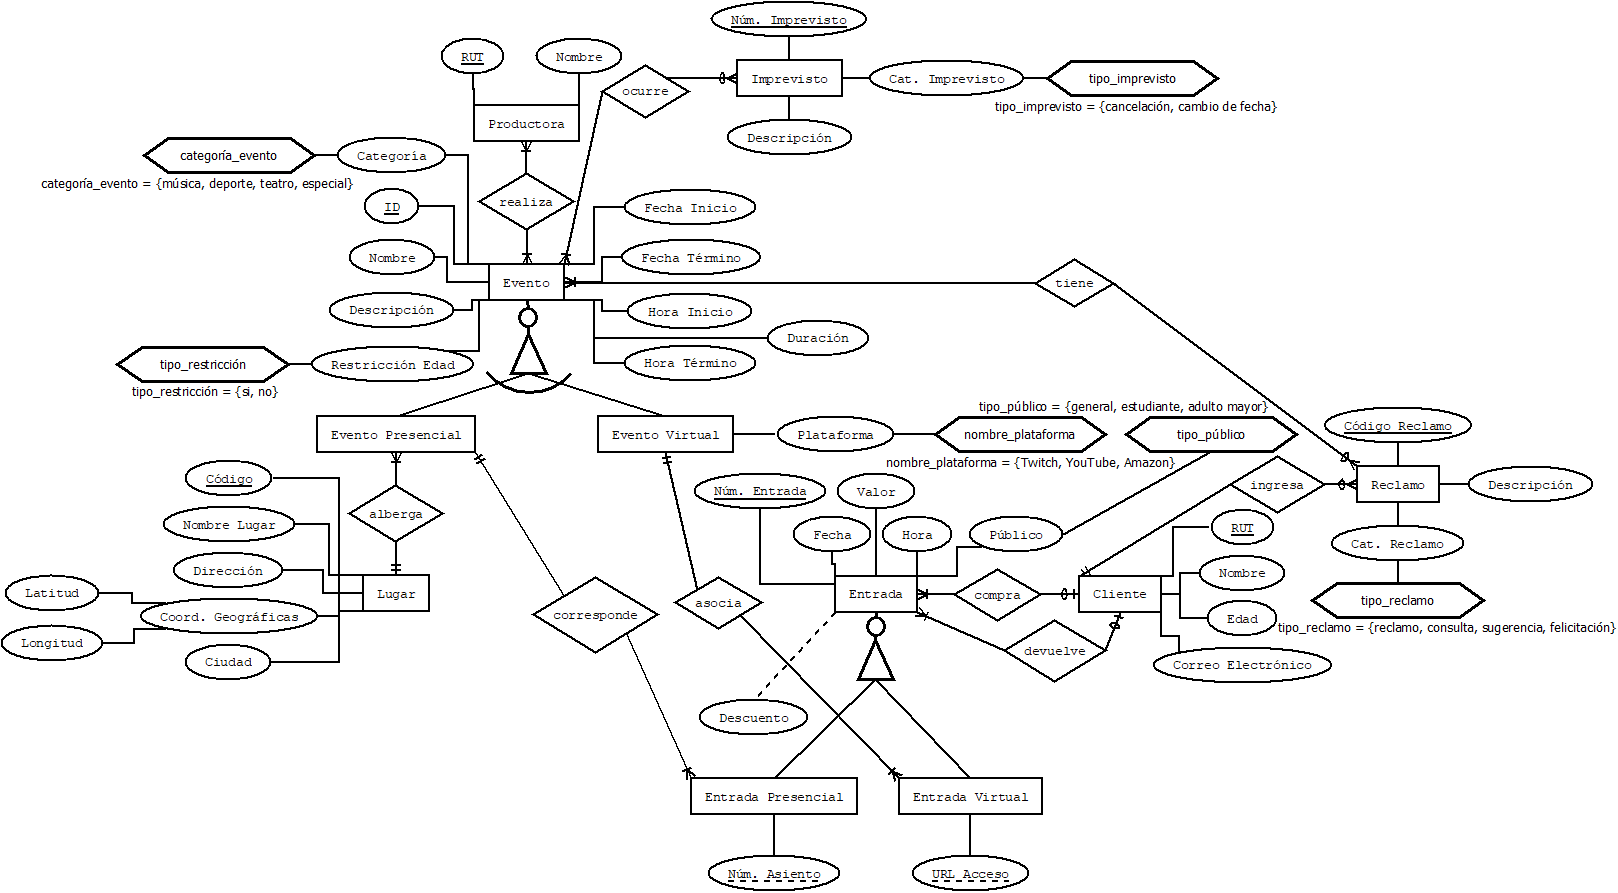 Núm. Imprevisto
RUT
Nombre
ocurre
Imprevisto
Cat. Imprevisto
tipo_imprevisto
tipo_imprevisto = {cancelación, cambio de fecha}
Productora
Descripción
categoría_evento
Categoría
categoría_evento = {música, deporte, teatro, especial}
realiza
ID
Fecha Inicio
Nombre
Fecha Término
Evento
tiene
Descripción
Hora Inicio
Duración
tipo_restricción
Restricción Edad
Hora Término
tipo_restricción = {si, no}
tipo_público = {general, estudiante, adulto mayor}
Evento Presencial
Evento Virtual
Plataforma
nombre_plataforma
tipo_público
Código Reclamo
nombre_plataforma = {Twitch, YouTube, Amazon}
Código
Núm. Entrada
Valor
ingresa
Reclamo
Descripción
alberga
Nombre Lugar
Fecha
Hora
Público
RUT
Cat. Reclamo
Dirección
Nombre
Latitud
Lugar
corresponde
asocia
Entrada
compra
Cliente
tipo_reclamo
Coord. Geográficas
Edad
tipo_reclamo = {reclamo, consulta, sugerencia, felicitación}
Longitud
Ciudad
devuelve
Correo Electrónico
Descuento
Entrada Presencial
Entrada Virtual
Núm. Asiento
URL Acceso